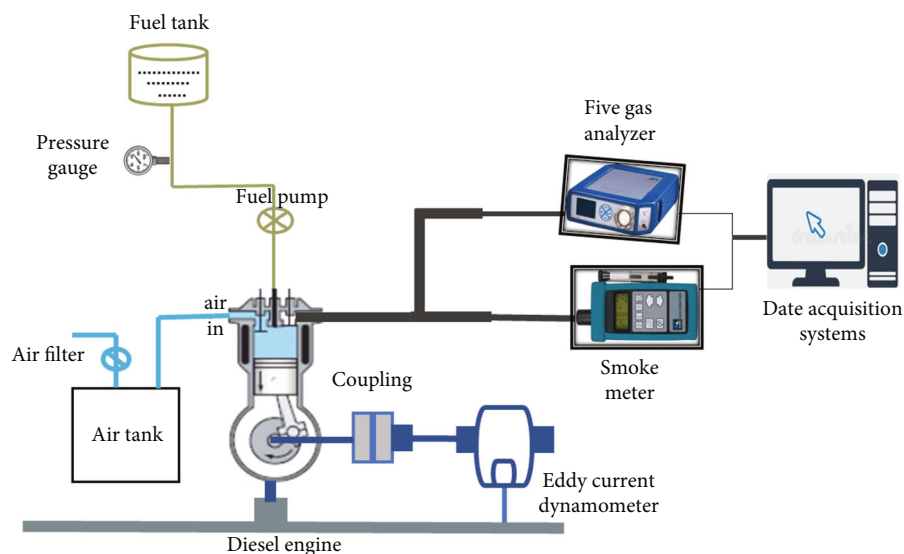 Fuel tank
Pressure
gauge
Fuel pump
Five gas
analyzer
air
in
Air filter
Air tank
Coupling
Smoke
meter
Date acquisition
systems
Eddy current
dynamometer
Diesel engine